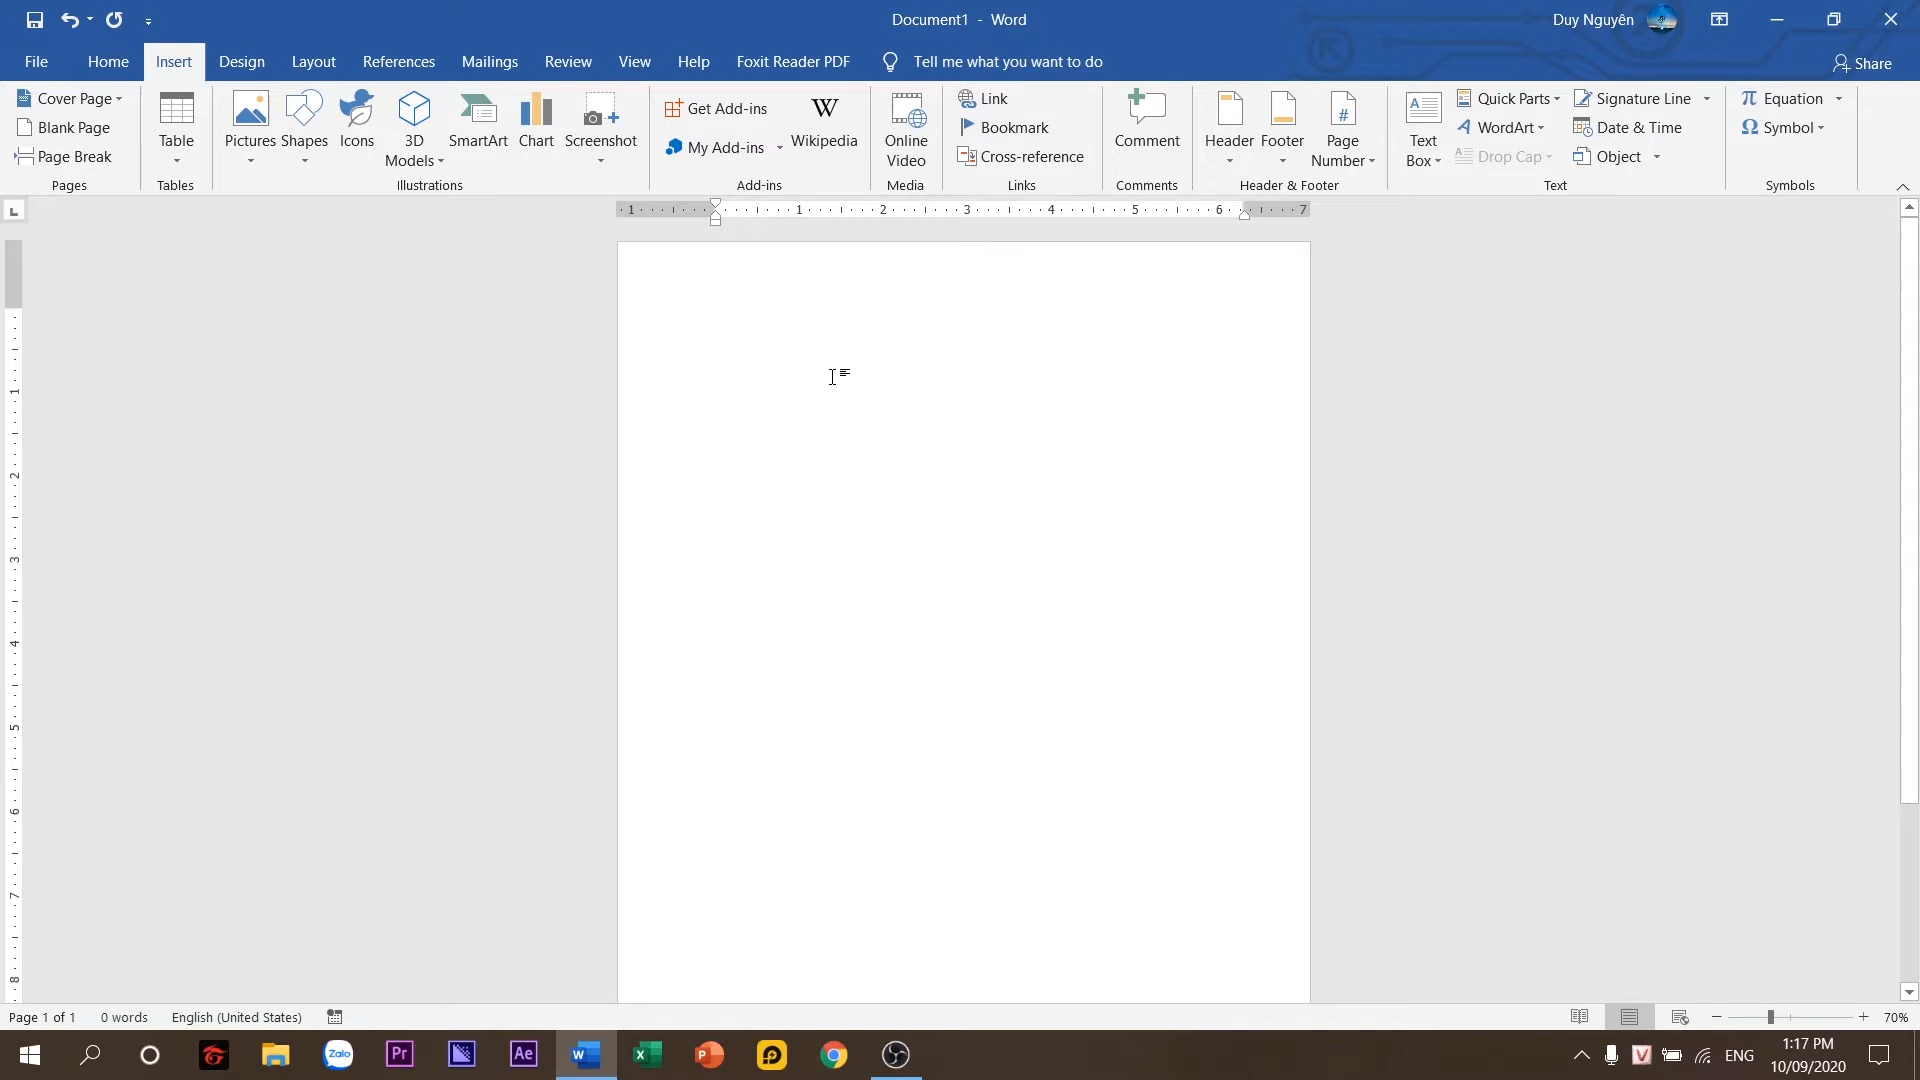 Document1 - Word
Duy Nguyên
File Home Insert Design Layout References Mailings Review View Help Foxit Reader PDF Tell me what you want to do Share
Cover Page
Blank Page
Page Break
Pages
Table
Tables
Pictures Shapes Icons 3D Models SmartArt Chart Screenshot
Illustrations
Get Add-ins
My Add-ins
W
Wikipedia
Add-ins
Online Video
Media
Link
Bookmark
Cross-reference
Links
Comment
Comments
Header Footer Page Number
#
Header & Footer
A
Text Box
Quick Parts
WordArt
Drop Cap
Signature Line
Date & Time
Object
Text
π Equation
Ω Symbol
Symbols
L
1 1 2 3 4 5 6 7
1
2
3
4
5
6
7
8
Page 1 of 1 0 words English (United States) 70%
Zalo Pr Ae W X P
V ENG
1:17 PM
10/09/2020